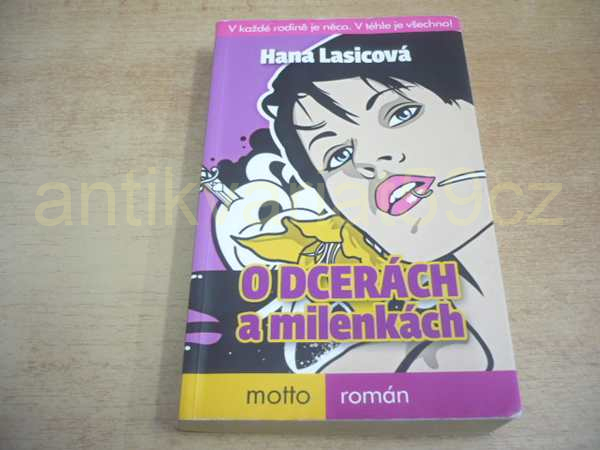 V každé rodině je něco. V téhle je všechno!
Hana Lasicová
O DCERÁCH
a milenkách
motto román